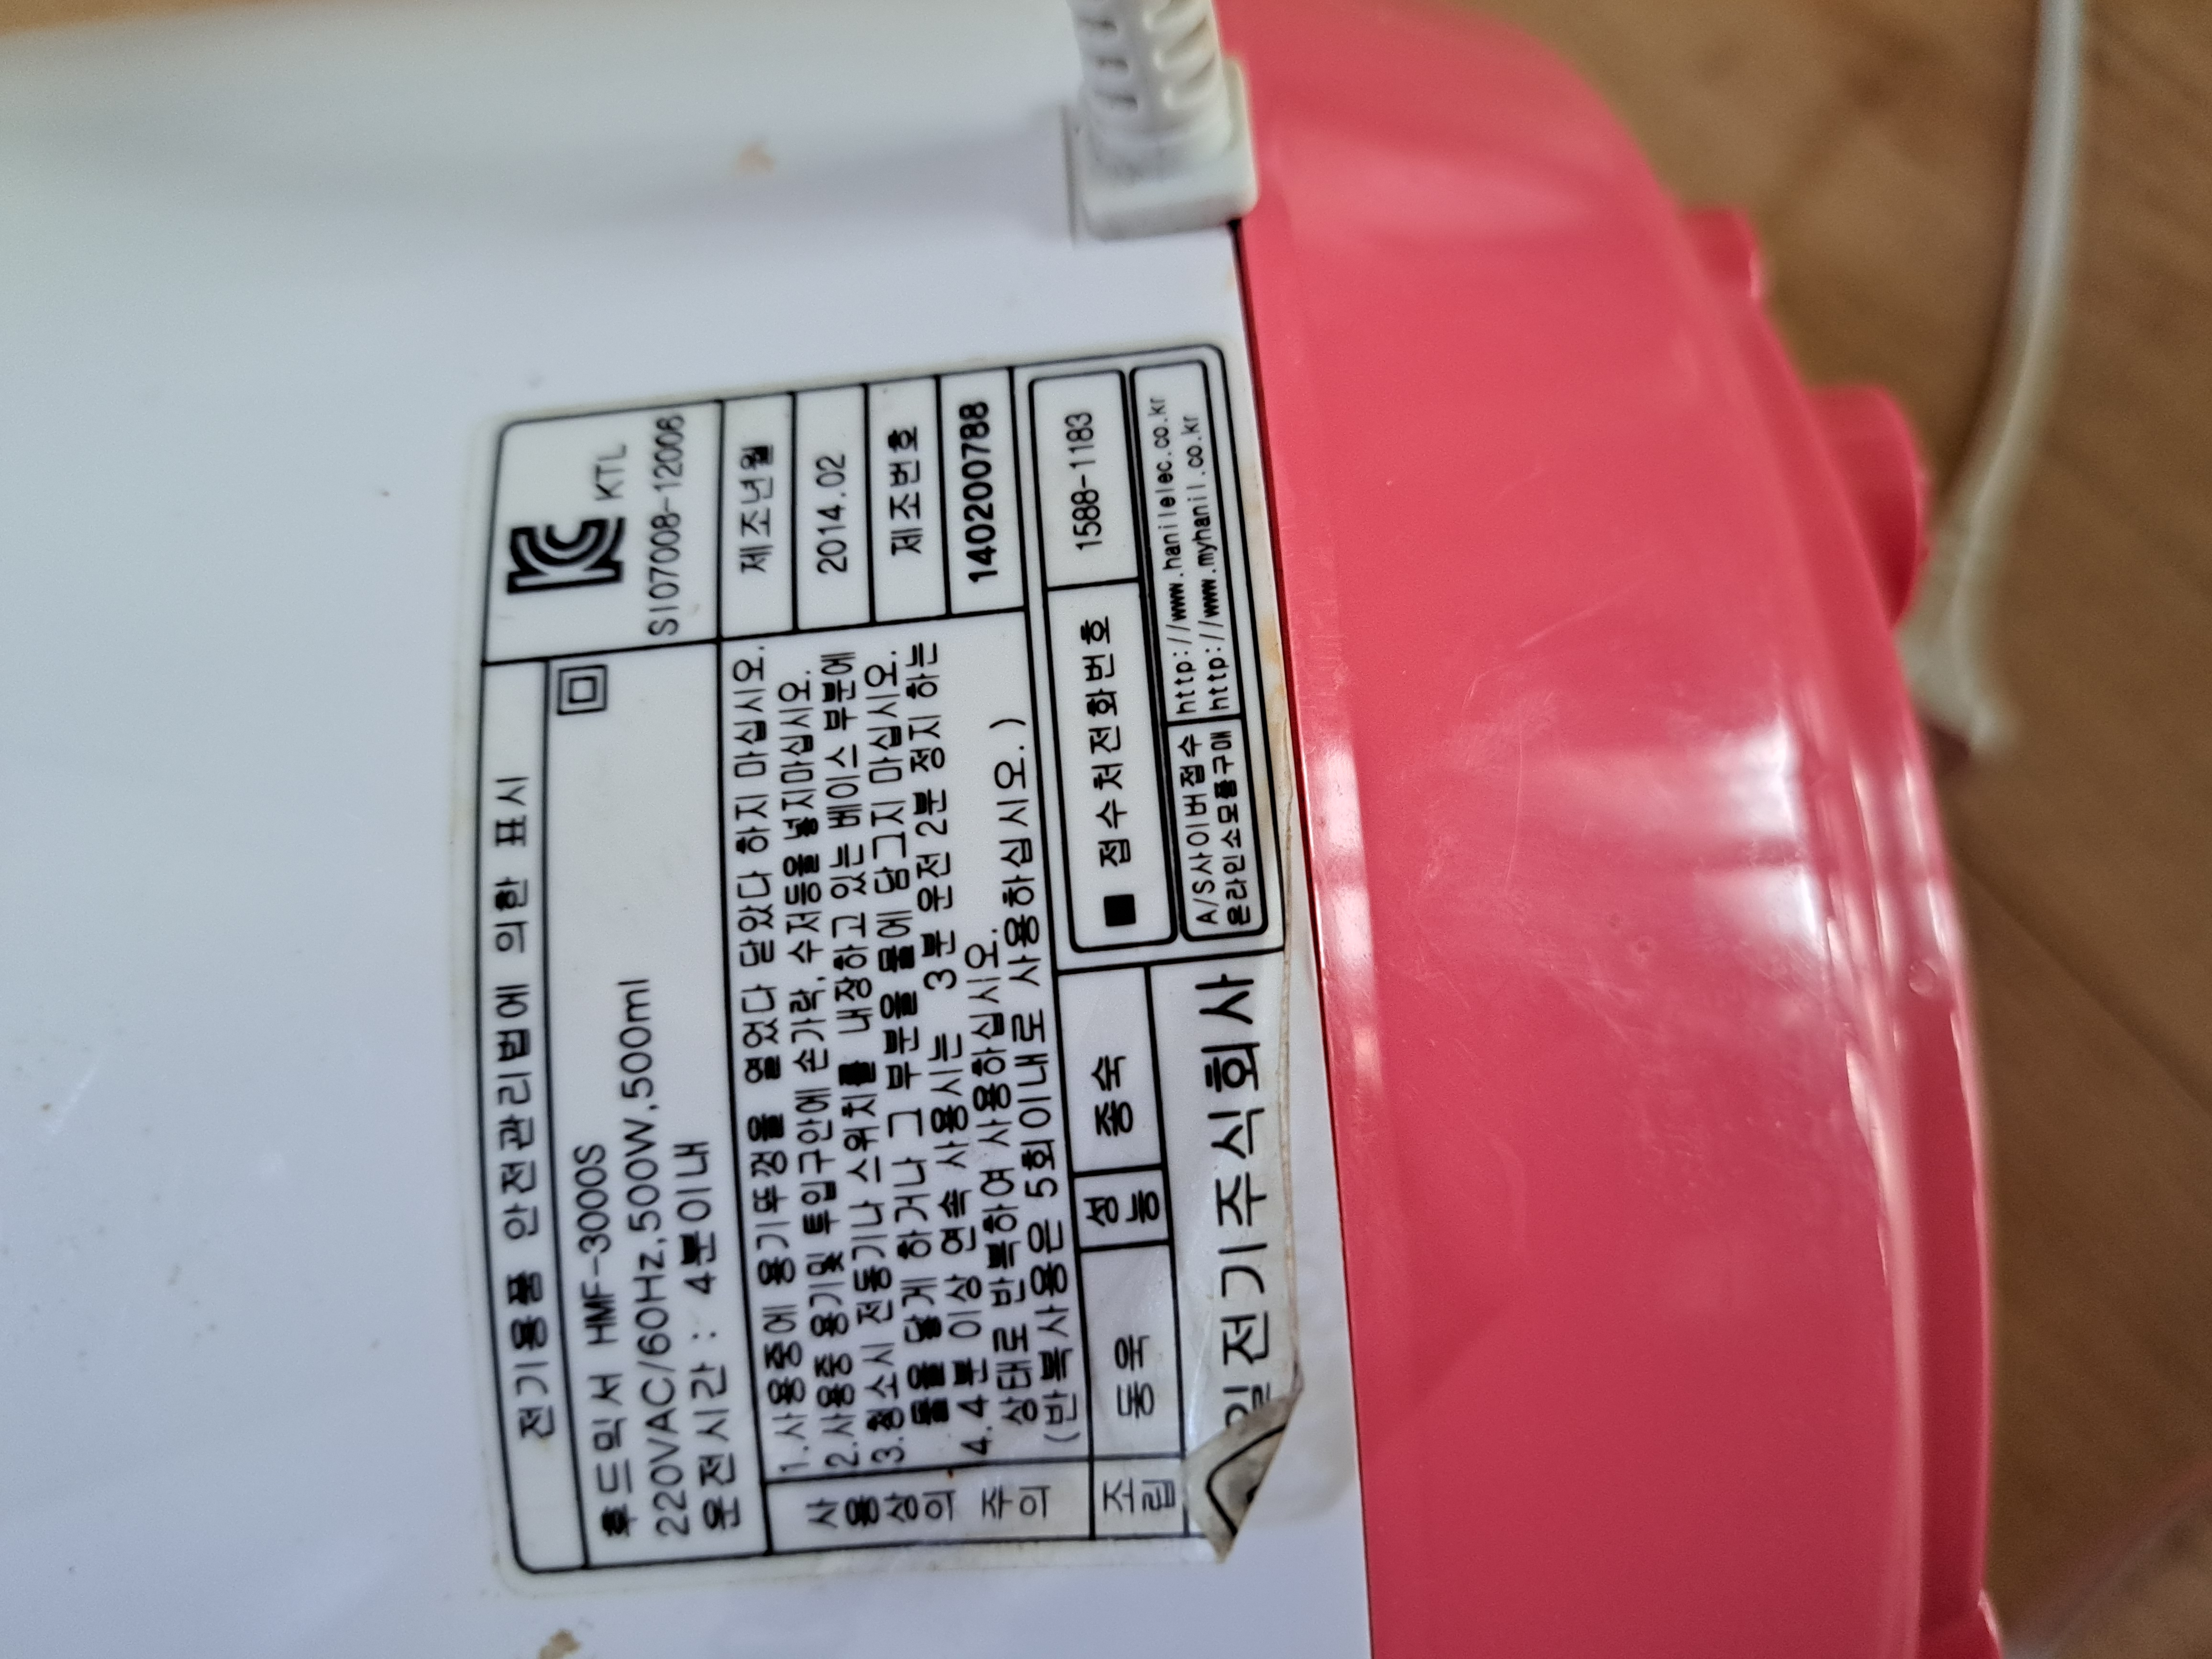 전기용품 안전관리법에 의한 표시
후드믹서 HMF-3000S
220VAC/60Hz,500W,500ml
운전시간 : 4분이내
KC KTL
SI07008-12006
제조년월
2014.02
제조번호
140200788
사용상의 주의
1.사용중에 용기뚜껑을 열었다 닫았다 하지 마십시오.
2.사용중 용기및 투입구안에 손가락,수저등을 넣지마십시오.
3.청소시 전동기나 스위치를 내장하고 있는 베이스 부분에
물을 닿게 하거나 그 부분을 물에 담그지 마십시오.
4.4분 이상 연속 사용시는 3분 운전 2분 정지 하는
상태로 반복하여 사용하십시오.
(반복사용은 5회이내로 사용하십시오.)
조립 동옥 성능 종숙
■ 접수처전화번호 1588-1183
A/S사이버접수 http://www.hanilelec.co.kr
온라인소모품구매 http://www.myhanil.co.kr
일전기주식회사